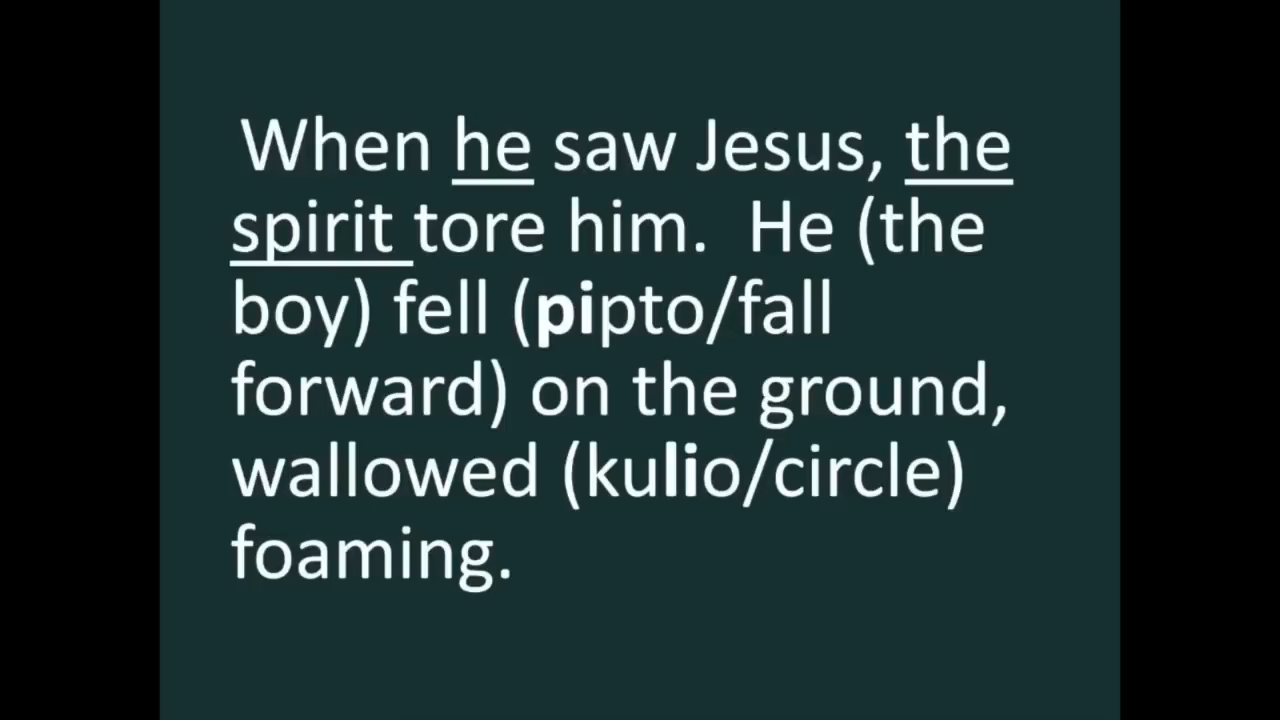 When he saw Jesus, the
spirit tore him.  He (the
boy) fell (pipto/fall
forward) on the ground,
wallowed (kulio/circle)
foaming.